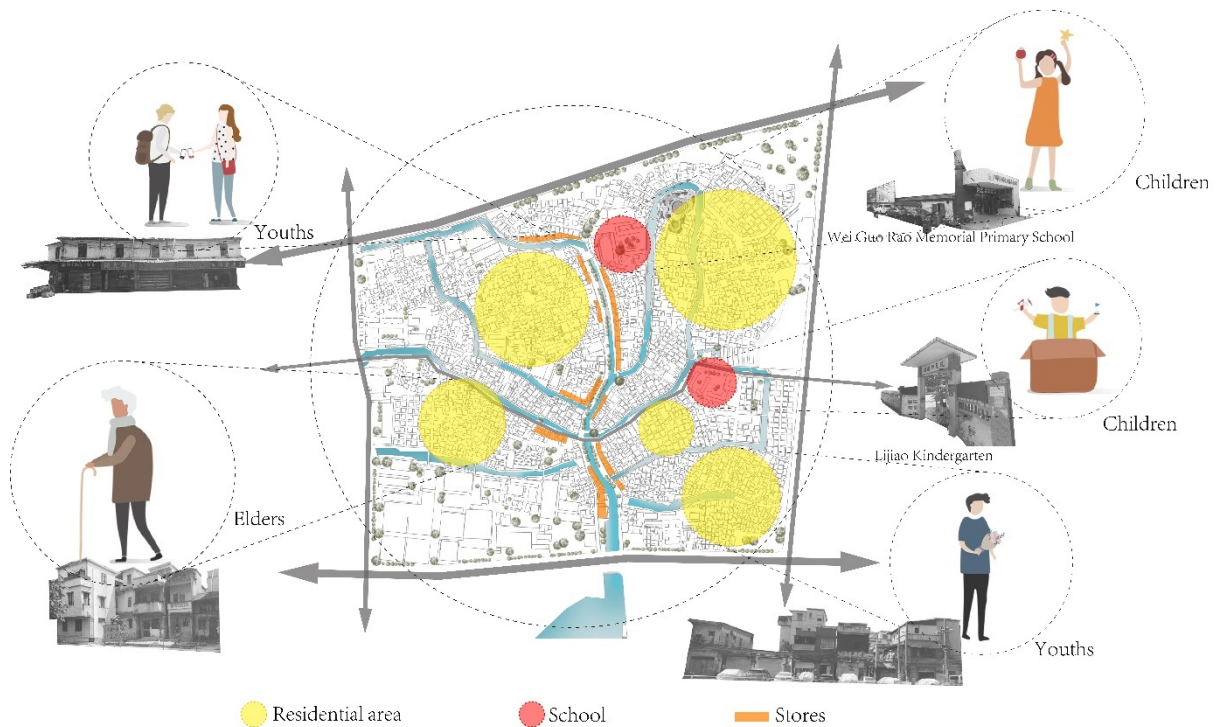 Youths
Children
Wei Guo Rao Memorial Primary School
Children
Lijiao Kindergarten
Elders
Youths
Residential area
School
Stores